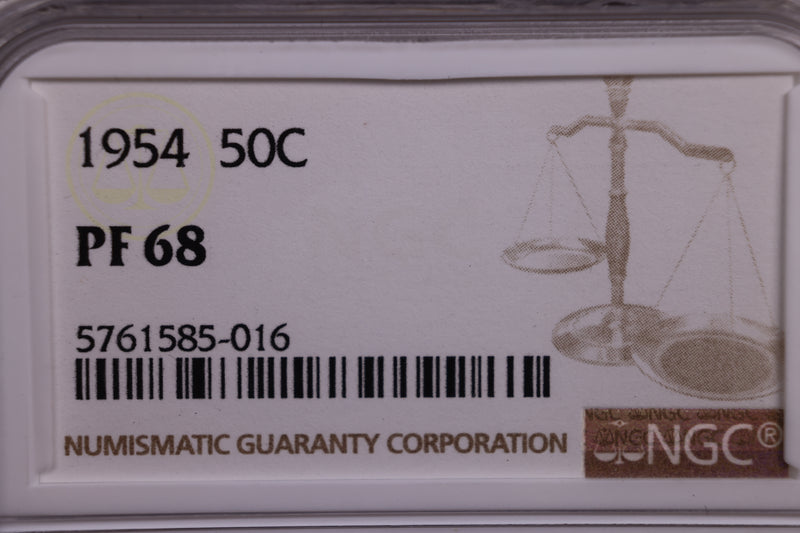 1954 50C
PF 68
5761585-016
NUMISMATIC GUARANTY CORPORATION
NGC®